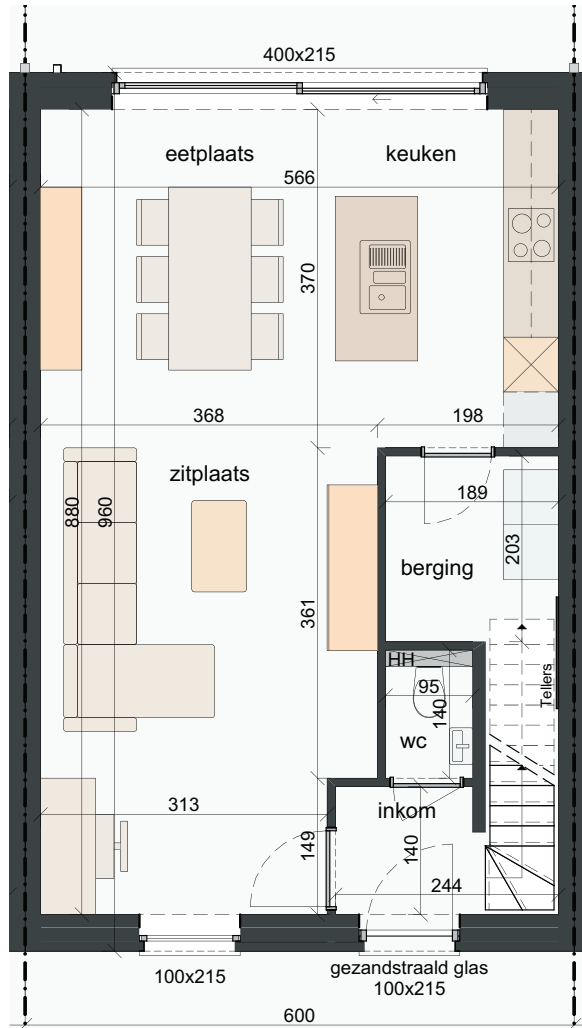 400x215
eetplaats
keuken
566
370
368
198
zitplaats
189
880
960
203
berging
361
HH
95
Tellers
140
wc
313
inkom
149
140
244
100x215
gezandstraald glas
100x215
600